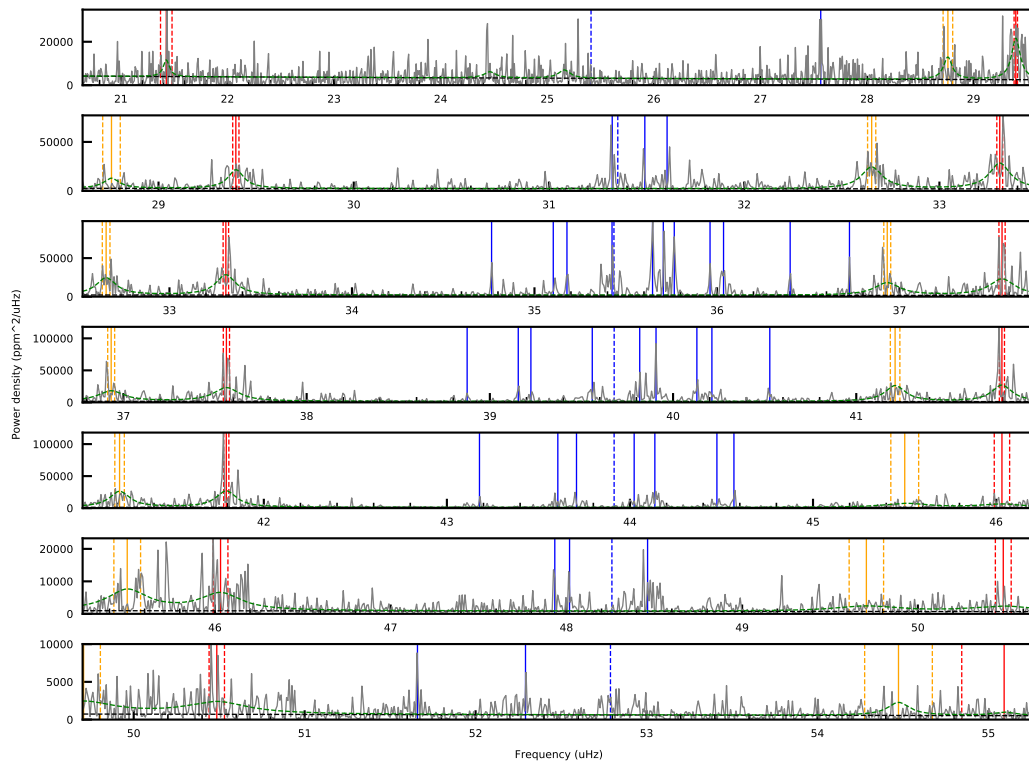 20000
0
21 22 23 24 25 26 27 28 29
50000
0
29 30 31 32 33
50000
0
33 34 35 36 37
Power density (ppm^2/uHz)
100000
50000
0
37 38 39 40 41
100000
50000
0
42 43 44 45 46
20000
10000
0
46 47 48 49 50
10000
5000
0
50 51 52 53 54 55
Frequency (uHz)